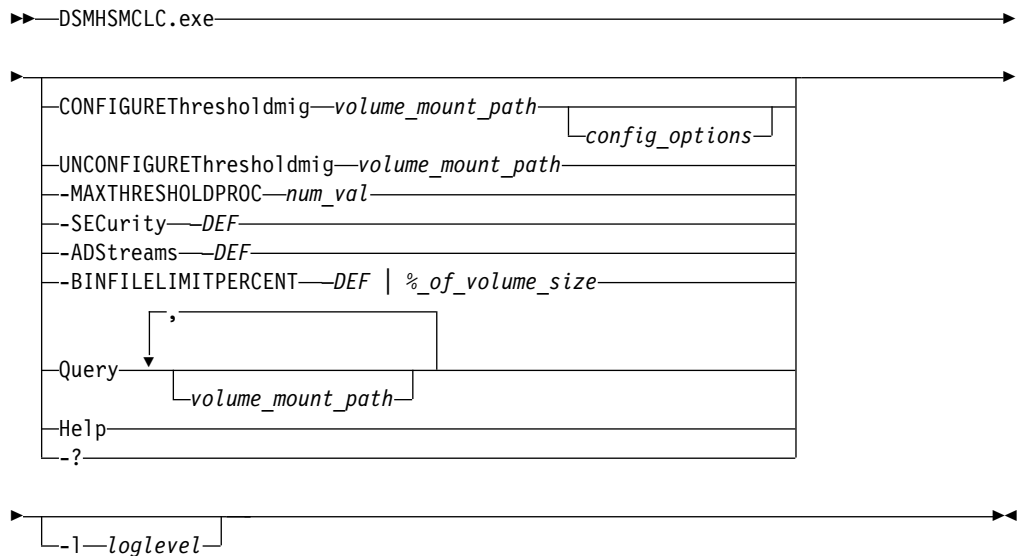 DSMHSMCLC.exe
CONFIGUREThresholdmig volume_mount_path
config_options
UNCONFIGUREThresholdmig volume_mount_path
-MAXTHRESHOLDPROC num_val
-SECurity –DEF
-ADStreams –DEF
-BINFILELIMITPERCENT –DEF | %_of_volume_size
,
Query
volume_mount_path
Help
-?
-l loglevel